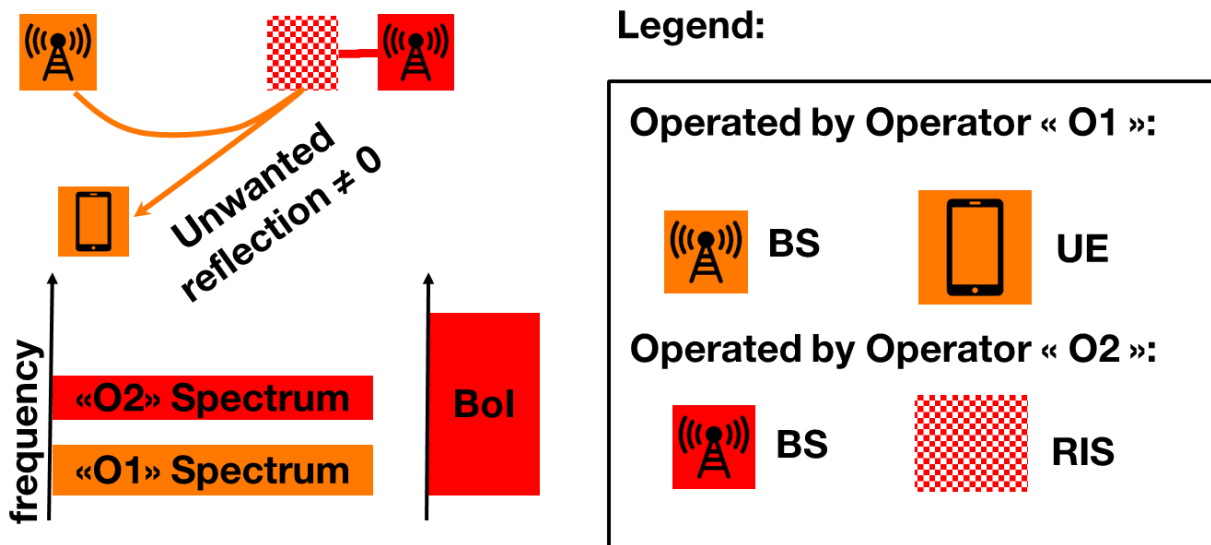 Unwanted
reflection ≠ 0
frequency
«O2» Spectrum
«O1» Spectrum
BoI
Legend:
Operated by Operator « O1 »:
BS
UE
Operated by Operator « O2 »:
BS
RIS